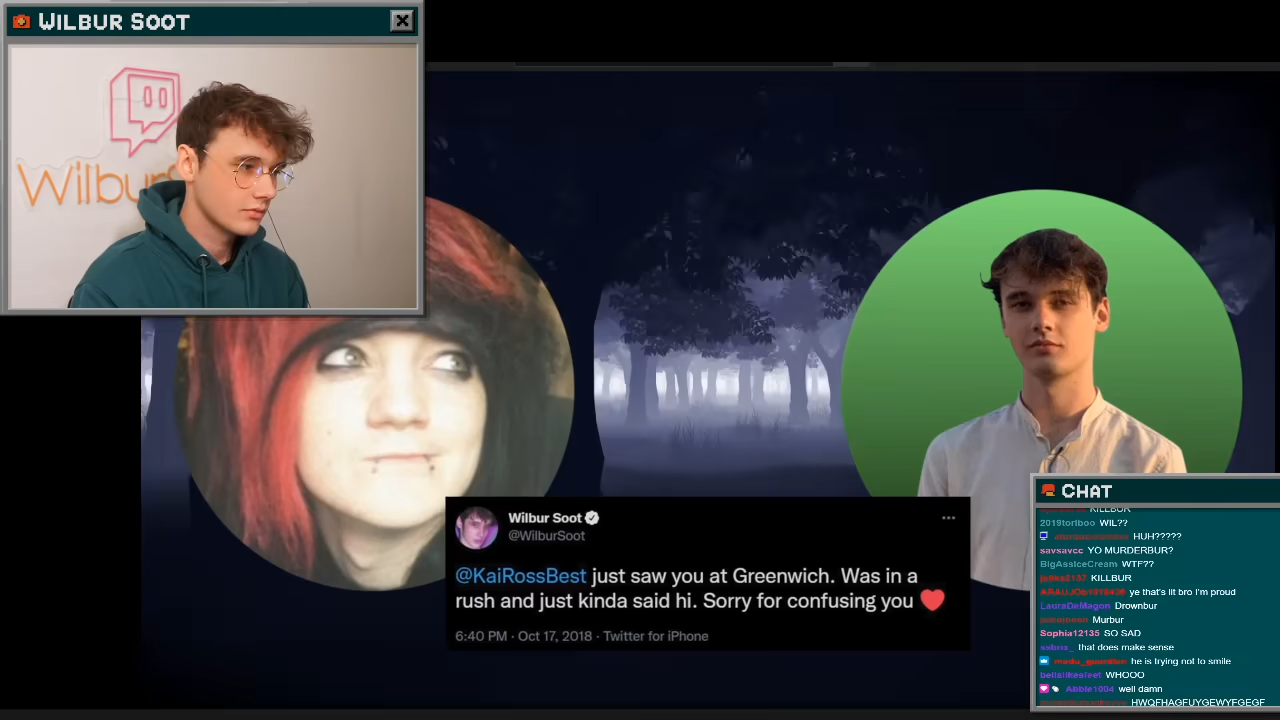 WILBUR SOOT
Wilbur
Wilbur Soot
@WilburSoot
@KaiRossBest just saw you at Greenwich. Was in a
rush and just kinda said hi. Sorry for confusing you ❤️
6:40 PM · Oct 17, 2018 · Twitter for iPhone
CHAT
KILLBUR
2019toriboo WIL??
HUH?????
savsavcc YO MURDERBUR?
BigAssIceCream WTF??
KILLBUR
ye that's lit bro I'm proud
LauraDeMagon Drownbur
Murbur
Sophia12135 SO SAD
that does make sense
he is trying not to smile
bellalikesfeet WHOOO
Abbie1004 well damn
HWQFHAGFUYGEWYFGEGF